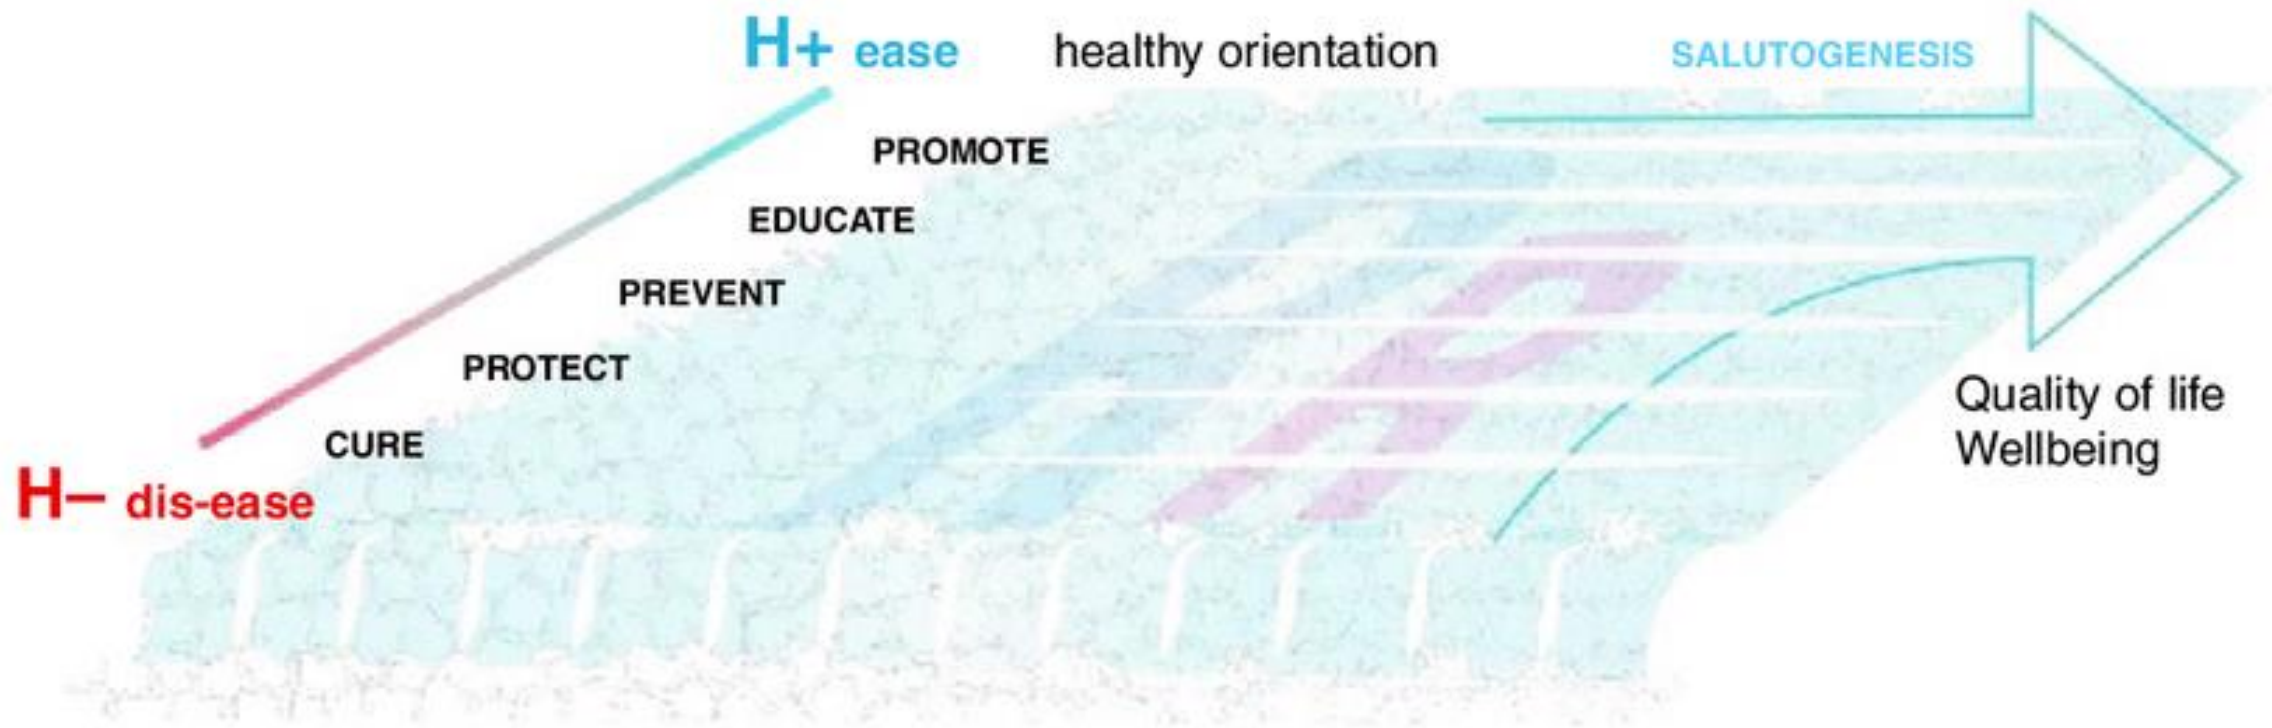 H+ ease healthy orientation SALUTOGENESIS
PROMOTE
EDUCATE
PREVENT
PROTECT
CURE
H– dis-ease
Quality of life
Wellbeing